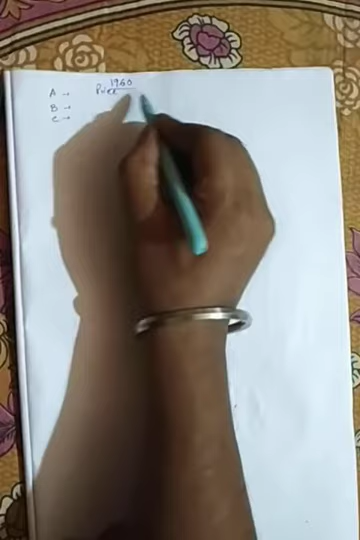 1960
A → Price
B →
C →